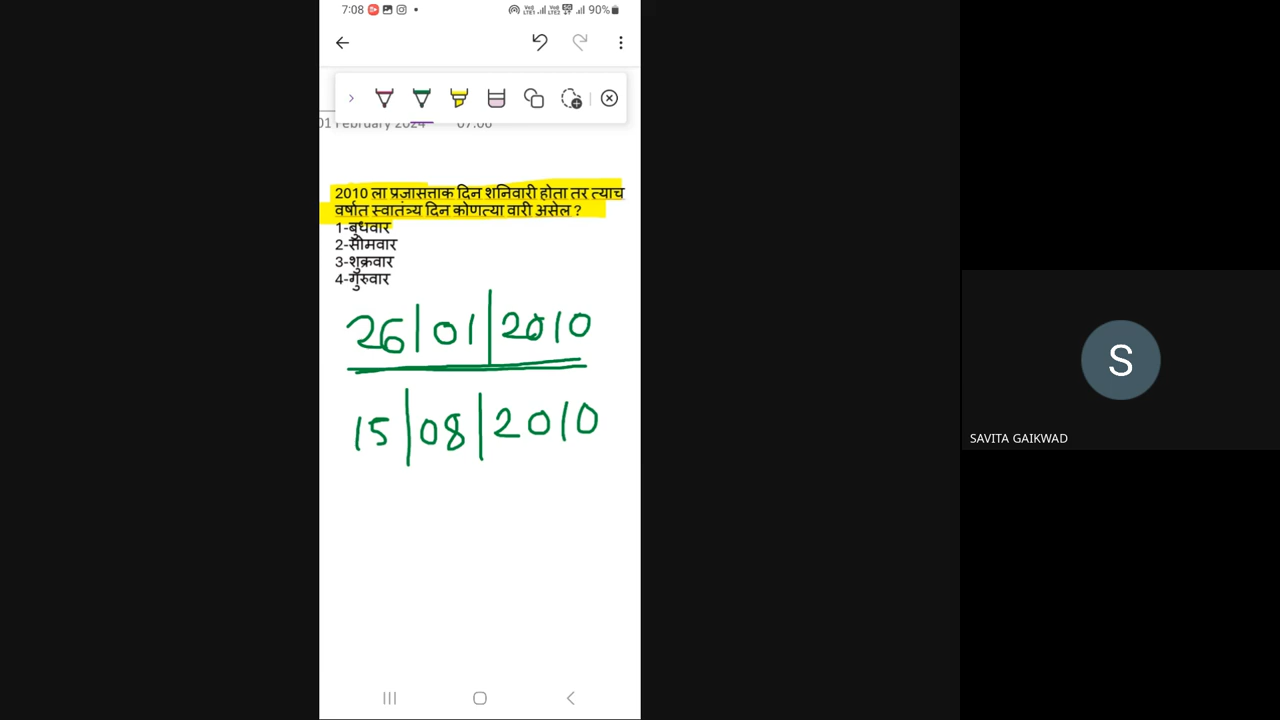 7:08 90%
01 February 2024 07:06
2010 ला प्रजासत्ताक दिन शनिवारी होता तर त्याच
वर्षात स्वातंत्र्य दिन कोणत्या वारी असेल ?
1-बुधवार
2-सोमवार
3-शुक्रवार
4-गुरुवार
26|01|2010
15|08|2010
S
SAVITA GAIKWAD